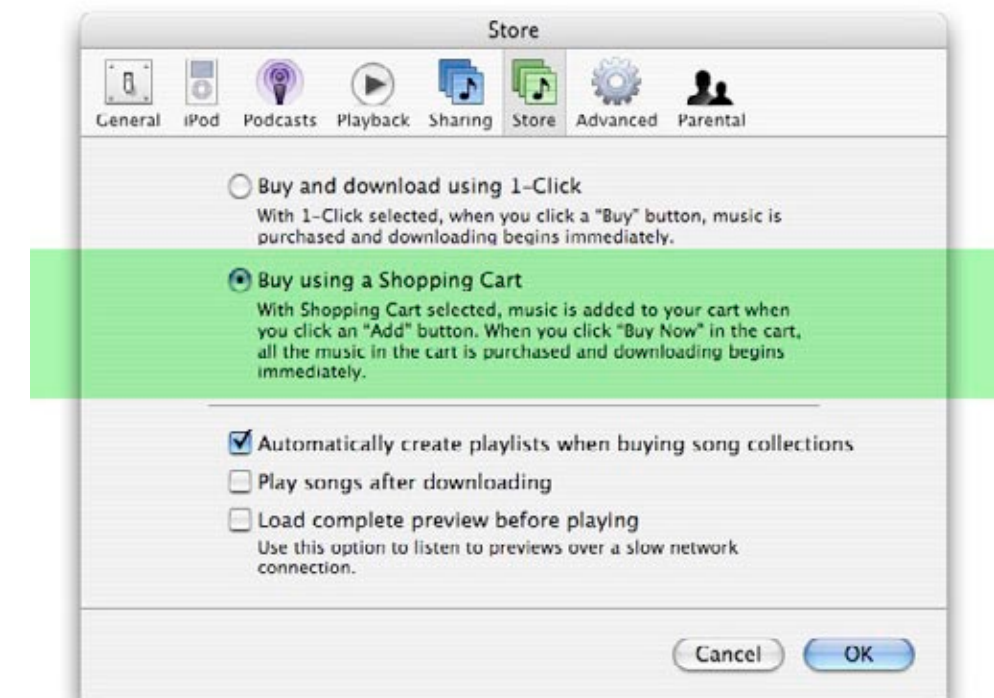 Store
General iPod Podcasts Playback Sharing Store Advanced Parental
Buy and download using 1-Click
With 1-Click selected, when you click a "Buy" button, music is
purchased and downloading begins immediately.
Buy using a Shopping Cart
With Shopping Cart selected, music is added to your cart when
you click an "Add" button. When you click "Buy Now" in the cart,
all the music in the cart is purchased and downloading begins
immediately.
Automatically create playlists when buying song collections
Play songs after downloading
Load complete preview before playing
Use this option to listen to previews over a slow network
connection.
Cancel OK